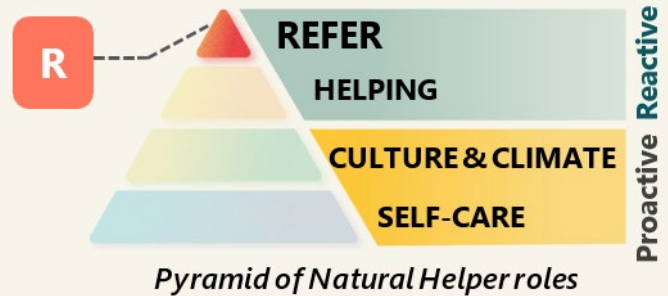 R
REFER
HELPING
Reactive
CULTURE & CLIMATE
SELF-CARE
Proactive
Pyramid of Natural Helper roles